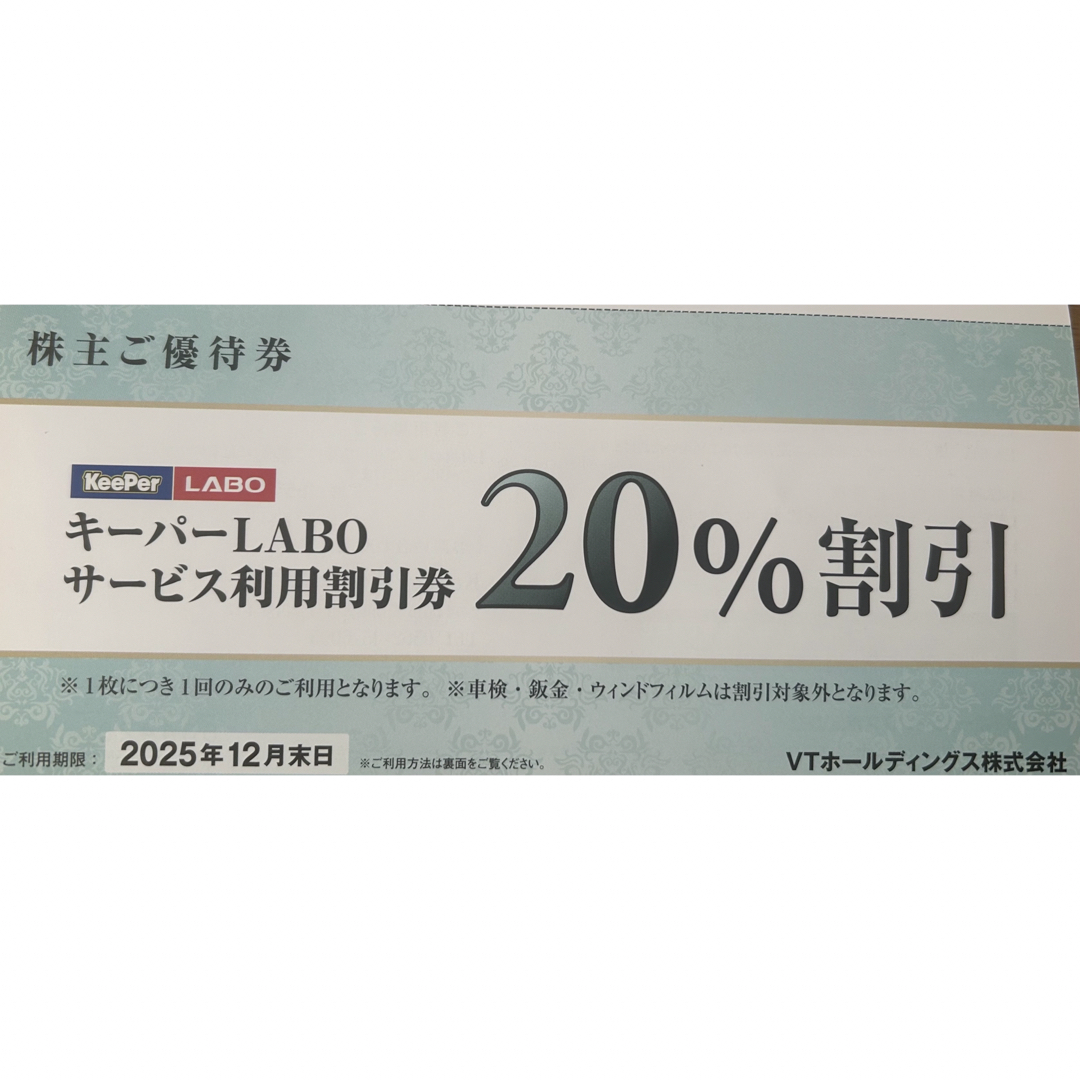 株主ご優待券
KeePer LABO
キーパーLABO
サービス利用割引券
20%割引
※1枚につき1回のみのご利用となります。 ※車検・鈑金・ウィンドフィルムは割引対象外となります。
ご利用期限: 2025年12月末日 ※ご利用方法は裏面をご覧ください。
VTホールディングス株式会社